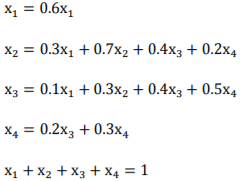 x₁ = 0.6x₁
x₂ = 0.3x₁ + 0.7x₂ + 0.4x₃ + 0.2x₄
x₃ = 0.1x₁ + 0.3x₂ + 0.4x₃ + 0.5x₄
x₄ = 0.2x₃ + 0.3x₄
x₁ + x₂ + x₃ + x₄ = 1